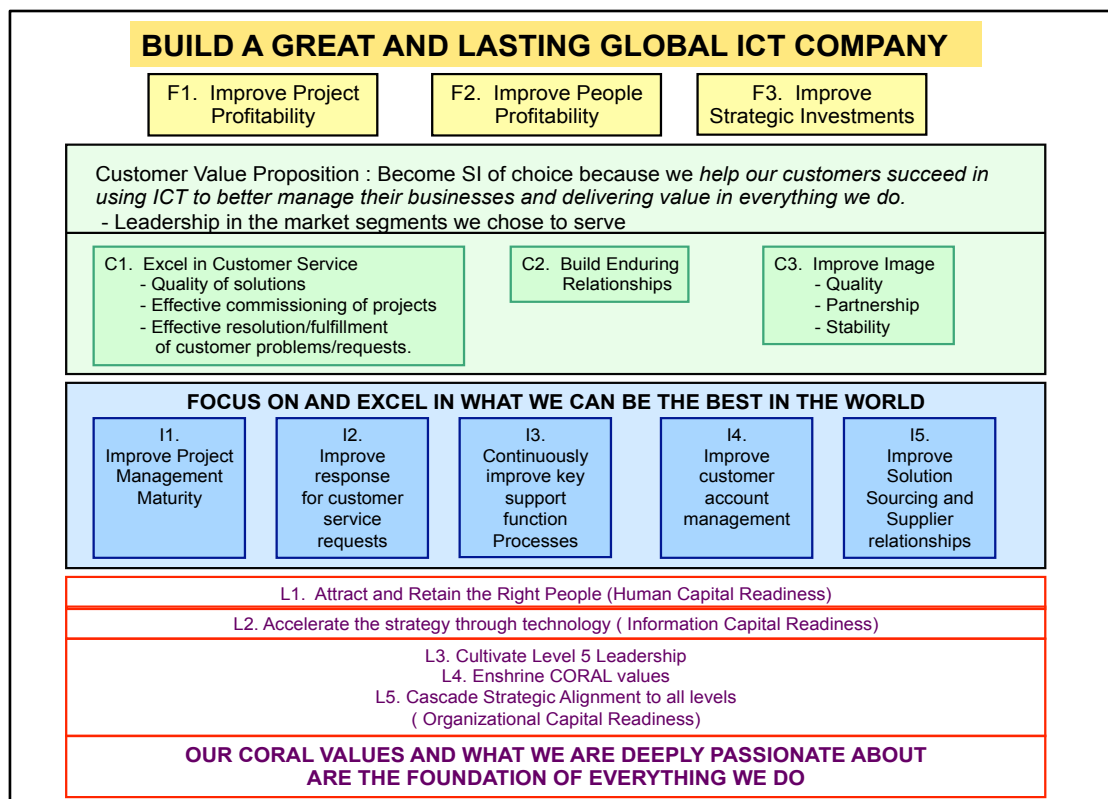 BUILD A GREAT AND LASTING GLOBAL ICT COMPANY
F1. Improve Project
Profitability
F2. Improve People
Profitability
F3. Improve
Strategic Investments
Customer Value Proposition : Become SI of choice because we help our customers succeed in
using ICT to better manage their businesses and delivering value in everything we do.
- Leadership in the market segments we chose to serve
C1. Excel in Customer Service
- Quality of solutions
- Effective commissioning of projects
- Effective resolution/fulfillment
of customer problems/requests.
C2. Build Enduring
Relationships
C3. Improve Image
- Quality
- Partnership
- Stability
FOCUS ON AND EXCEL IN WHAT WE CAN BE THE BEST IN THE WORLD
I1.
Improve Project
Management
Maturity
I2.
Improve
response
for customer
service
requests
I3.
Continuously
improve key
support
function
Processes
I4.
Improve
customer
account
management
I5.
Improve
Solution
Sourcing and
Supplier
relationships
L1. Attract and Retain the Right People (Human Capital Readiness)
L2. Accelerate the strategy through technology ( Information Capital Readiness)
L3. Cultivate Level 5 Leadership
L4. Enshrine CORAL values
L5. Cascade Strategic Alignment to all levels
( Organizational Capital Readiness)
OUR CORAL VALUES AND WHAT WE ARE DEEPLY PASSIONATE ABOUT
ARE THE FOUNDATION OF EVERYTHING WE DO